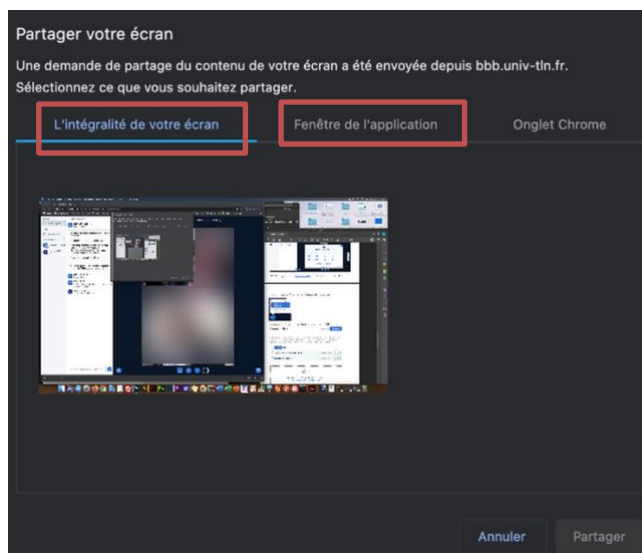 Partager votre écran
Une demande de partage du contenu de votre écran a été envoyée depuis bbb.univ-tln.fr.
Sélectionnez ce que vous souhaitez partager.
L'intégralité de votre écran Fenêtre de l'application Onglet Chrome
Annuler Partager